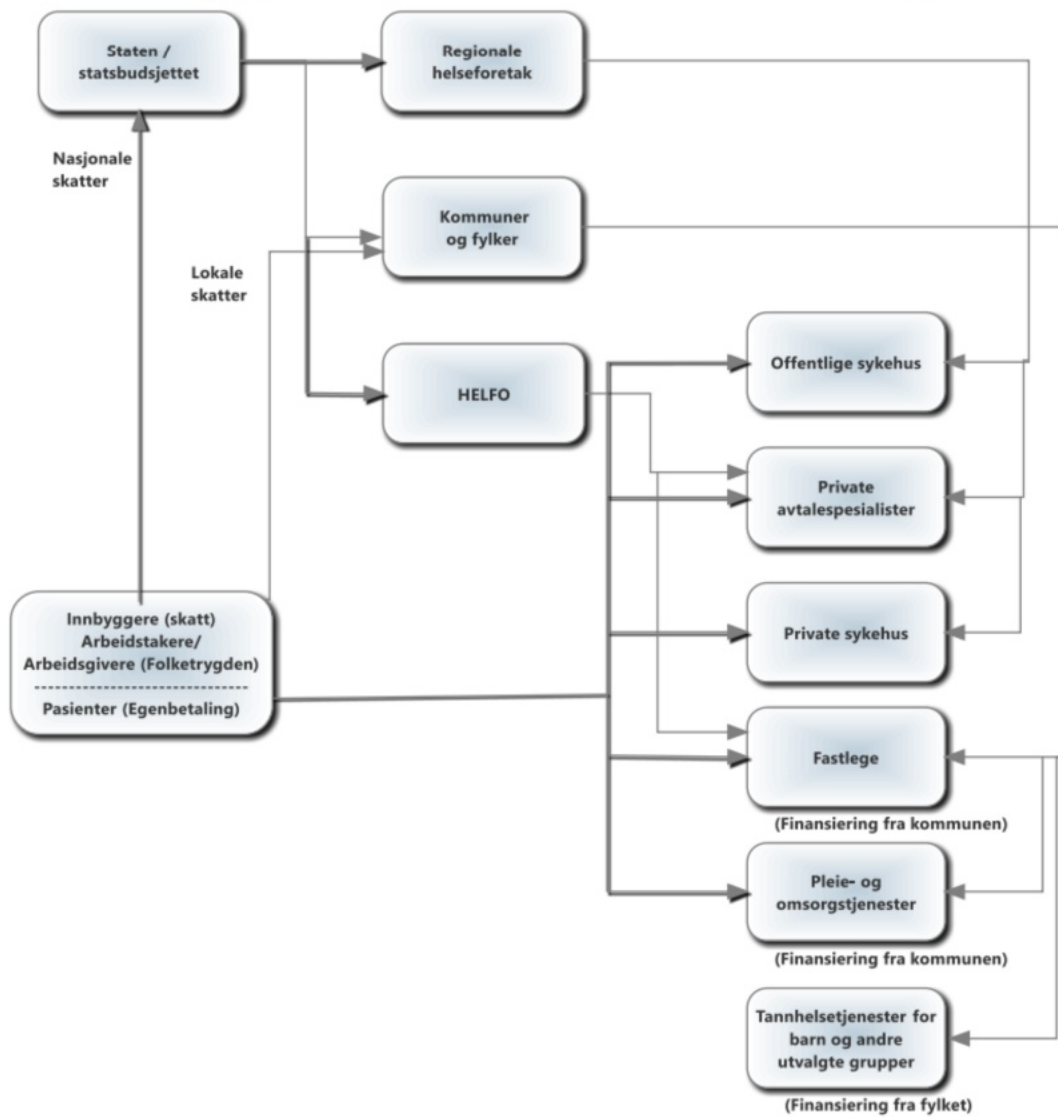 Staten /
statsbudsjettet
Regionale
helseforetak
Nasjonale
skatter
Kommuner
og fylker
Lokale
skatter
Offentlige sykehus
HELFO
Private
avtalespesialister
Innbyggere (skatt)
Arbeidstakere/
Arbeidsgivere (Folketrygden)
Pasienter (Egenbetaling)
Private sykehus
Fastlege
(Finansiering fra kommunen)
Pleie- og
omsorgstjenester
(Finansiering fra kommunen)
Tannhelsetjenester for
barn og andre
utvalgte grupper
(Finansiering fra fylket)